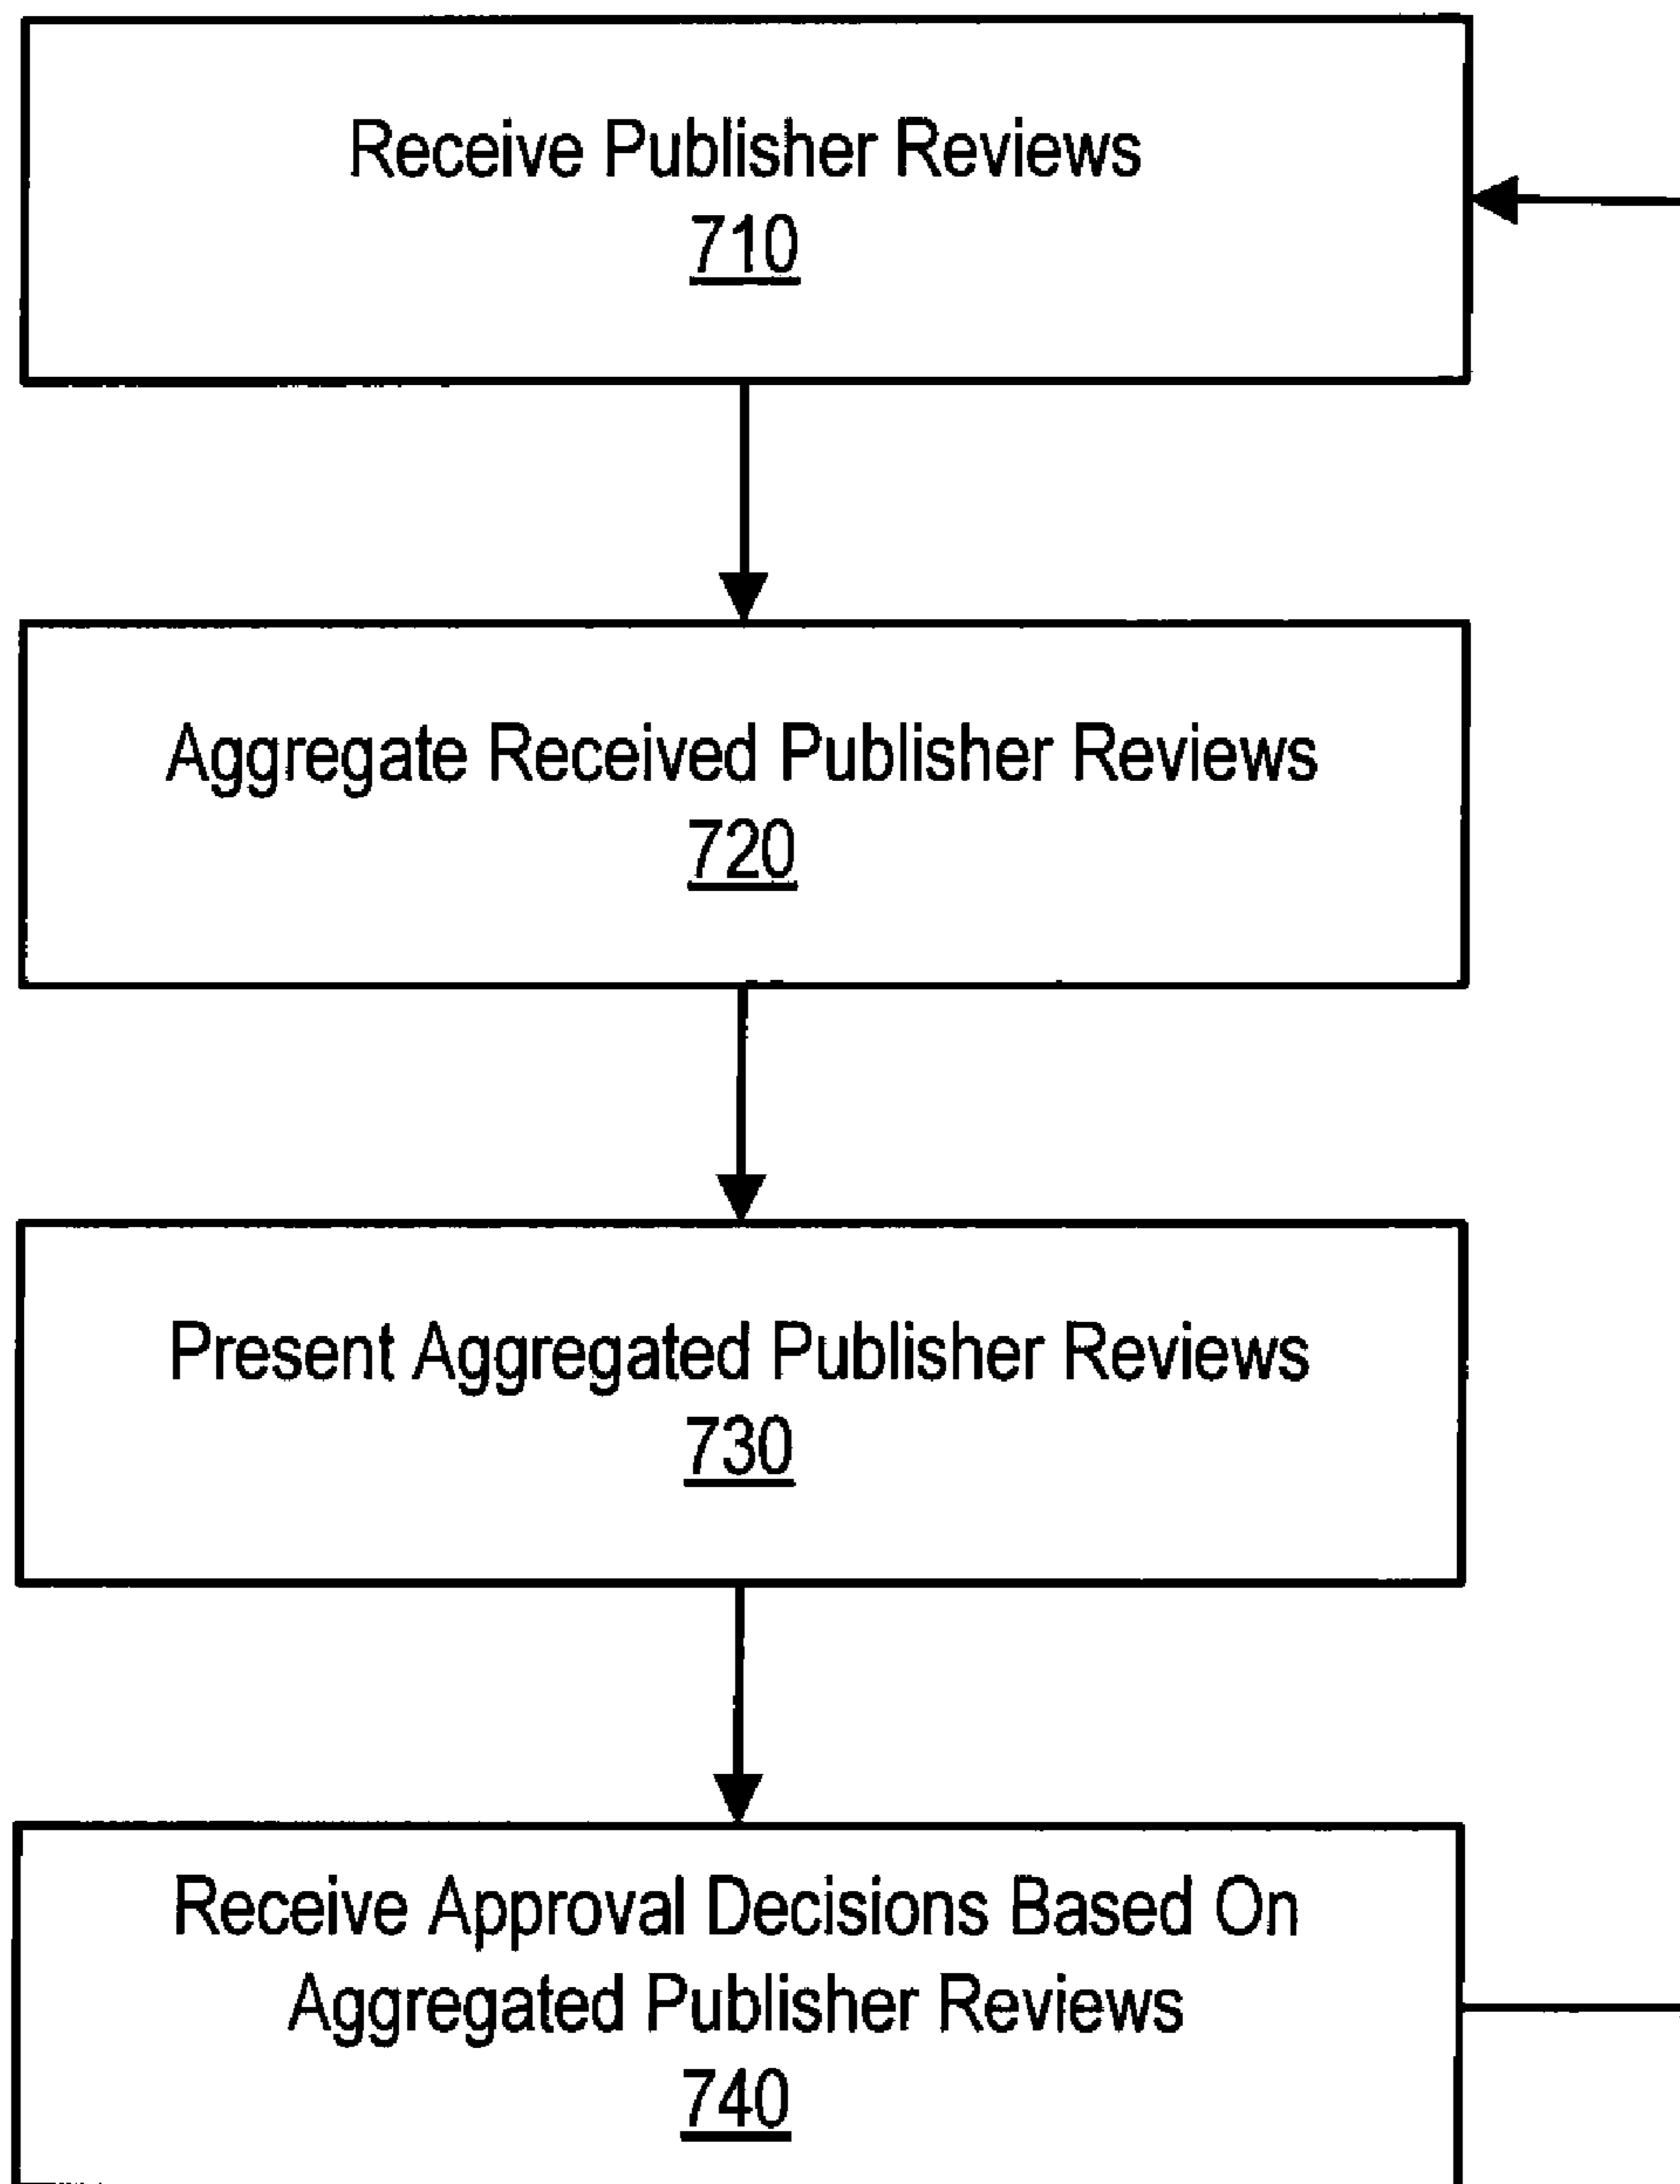 Receive Publisher Reviews
710
Aggregate Received Publisher Reviews
720
Present Aggregated Publisher Reviews
730
Receive Approval Decisions Based On
Aggregated Publisher Reviews
740